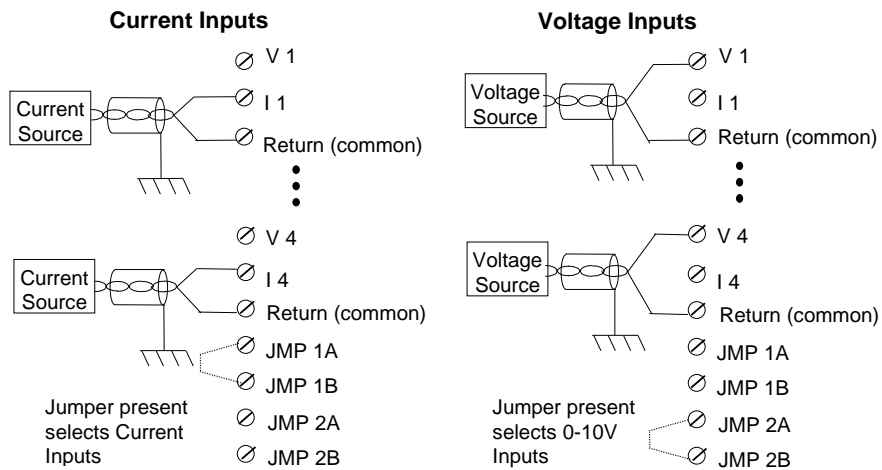 Current Inputs
V 1
Current
Source
I 1
Return (common)
V 4
Current
Source
I 4
Return (common)
JMP 1A
JMP 1B
JMP 2A
JMP 2B
Jumper present
selects Current
Inputs
Voltage Inputs
V 1
Voltage
Source
I 1
Return (common)
V 4
Voltage
Source
I 4
Return (common)
JMP 1A
JMP 1B
JMP 2A
JMP 2B
Jumper present
selects 0-10V
Inputs